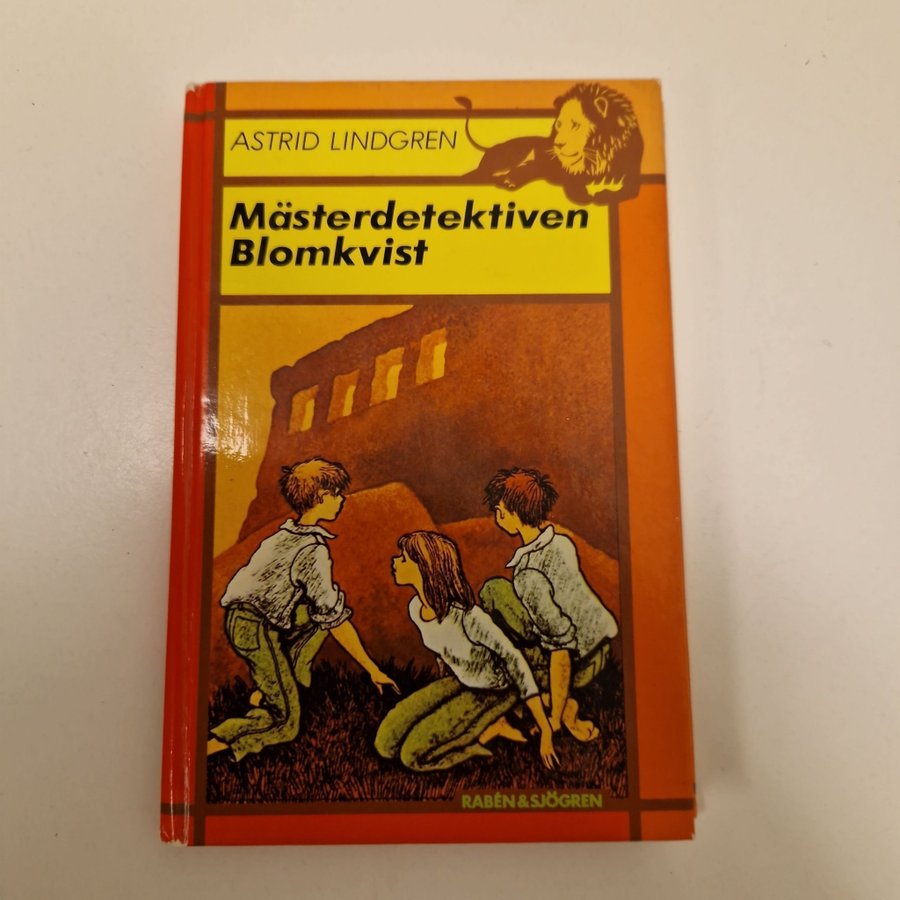 ASTRID LINDGREN
Mästerdetektiven
Blomkvist
RABÉN & SJÖGREN